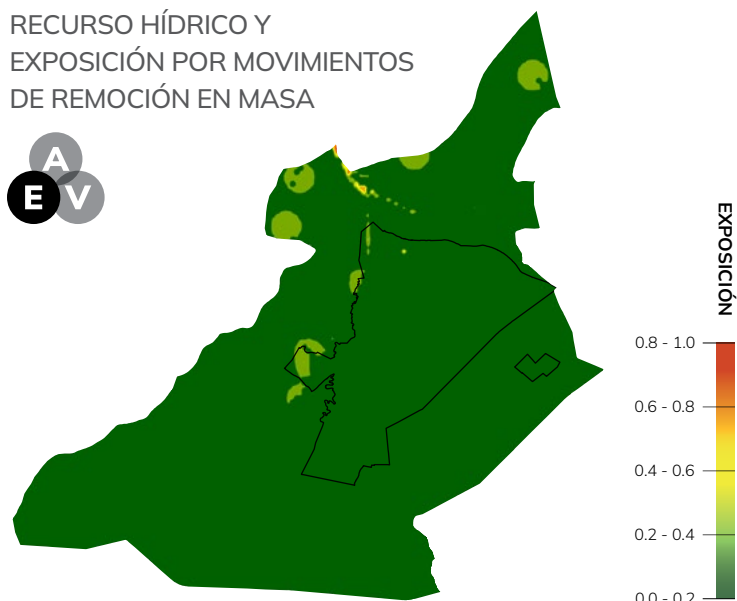 RECURSO HÍDRICO Y
EXPOSICIÓN POR MOVIMIENTOS
DE REMOCIÓN EN MASA
A
E V
EXPOSICIÓN
0.8 - 1.0
0.6 - 0.8
0.4 - 0.6
0.2 - 0.4
0.0 - 0.2